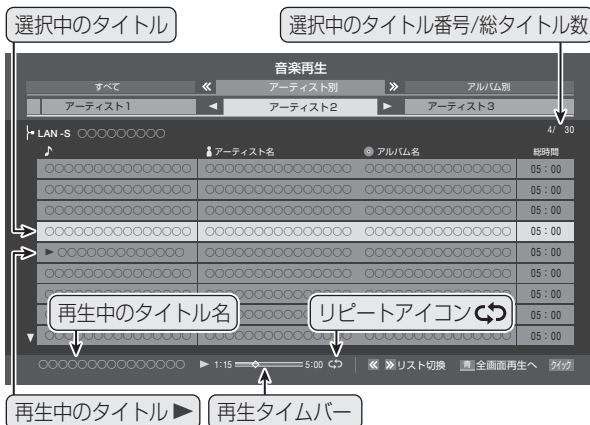 選択中のタイトル
選択中のタイトル番号/総タイトル数
音楽再生
すべて
アーティスト別
アルバム別
アーティスト1
アーティスト2
アーティスト3
LAN -S ○○○○○○○○○
4/ 30
♪
アーティスト名
アルバム名
総時間
○○○○○○○○○○○○○○ ○○○○○○○○○○○○○○ ○○○○○○○○○○○○○○ 05:00
○○○○○○○○○○○○○○ ○○○○○○○○○○○○○○ ○○○○○○○○○○○○○○ 05:00
○○○○○○○○○○○○○○ ○○○○○○○○○○○○○○ ○○○○○○○○○○○○○○ 05:00
○○○○○○○○○○○○○○ ○○○○○○○○○○○○○○ ○○○○○○○○○○○○○○ 05:00
▶○○○○○○○○○○○○ ○○○○○○○○○○○○○○ ○○○○○○○○○○○○○○ 05:00
○○○○○○○○○○○○○○ ○○○○○○○○○○○○○○ ○○○○○○○○○○○○○○ 05:00
05:00
05:00
05:00
再生中のタイトル名
リピートアイコン
○○○○○○○○○○○○○○ ▶ 1:15 5:00
リスト切換
青 全画面再生へ
クイック
再生中のタイトル▶
再生タイムバー